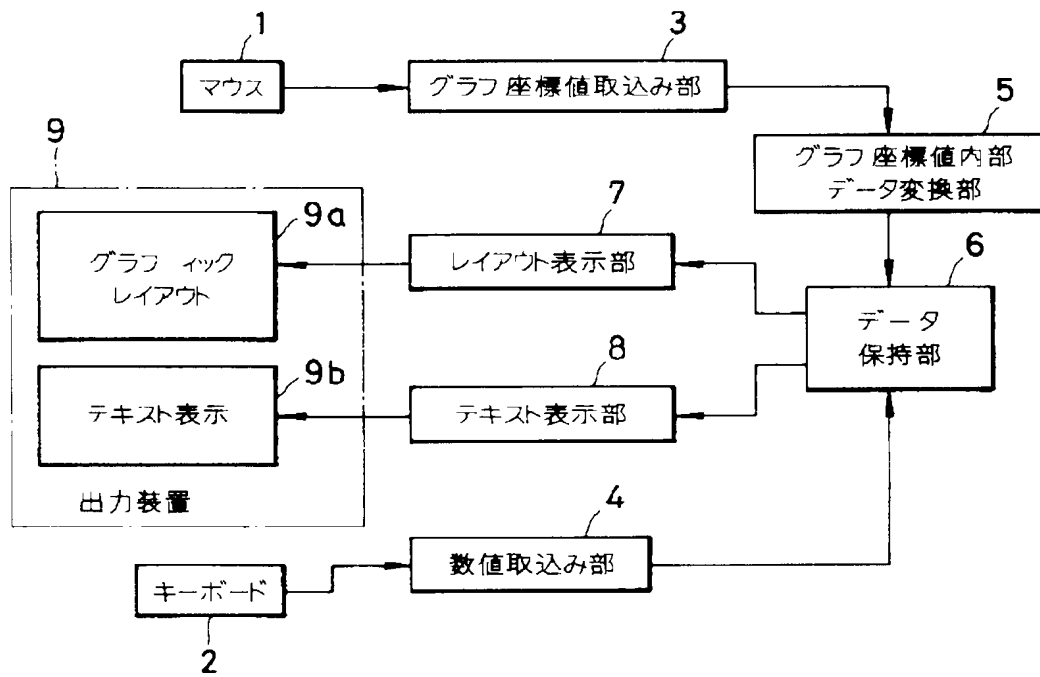 1
マウス
3
グラフ座標値取込み部
5
グラフ座標値内部
データ変換部
9
9a
グラフィック
レイアウト
7
レイアウト表示部
6
データ
保持部
9b
テキスト表示
8
テキスト表示部
出力装置
4
数値取込み部
キーボード
2